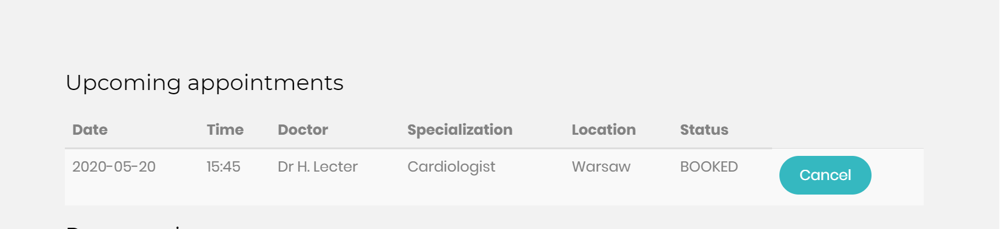 Upcoming appointments
Date Time Doctor Specialization Location Status
2020-05-20 15:45 Dr H. Lecter Cardiologist Warsaw BOOKED Cancel